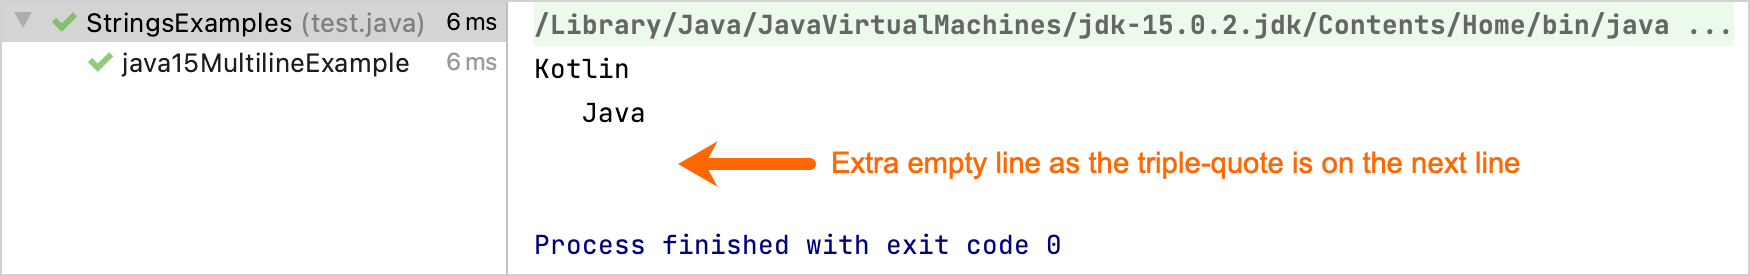 StringsExamples (test.java) 6 ms
java15MultilineExample 6 ms
/Library/Java/JavaVirtualMachines/jdk-15.0.2.jdk/Contents/Home/bin/java ...
Kotlin
Java
Extra empty line as the triple-quote is on the next line
Process finished with exit code 0